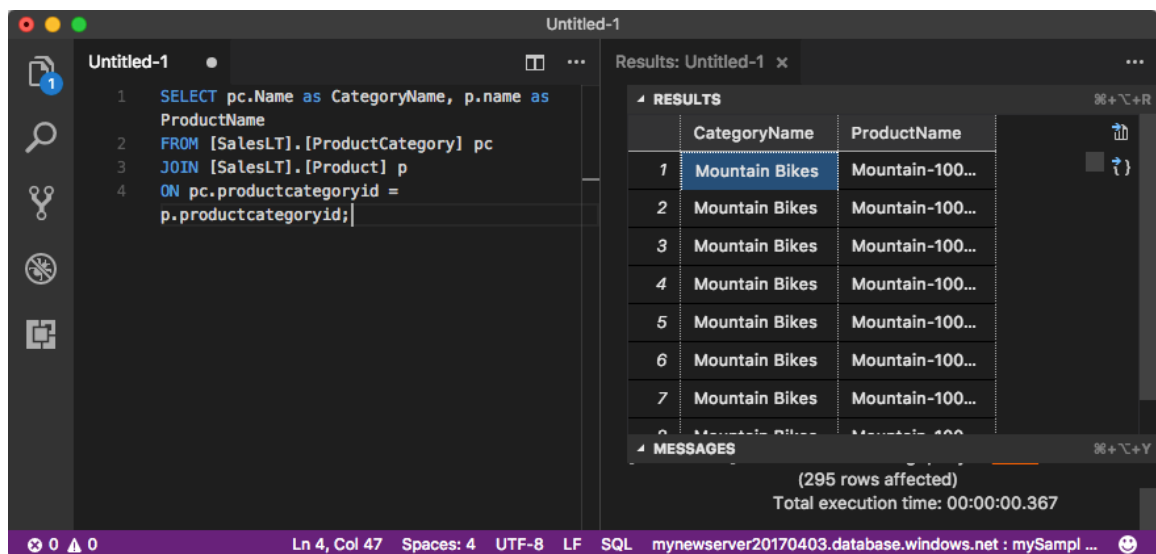 Untitled-1
Untitled-1
Results: Untitled-1
1
1 SELECT pc.Name as CategoryName, p.name as
ProductName
2 FROM [SalesLT].[ProductCategory] pc
3 JOIN [SalesLT].[Product] p
4 ON pc.productcategoryid =
p.productcategoryid;
RESULTS ⌘+⌥+R
CategoryName ProductName
1 Mountain Bikes Mountain-100...
2 Mountain Bikes Mountain-100...
3 Mountain Bikes Mountain-100...
4 Mountain Bikes Mountain-100...
5 Mountain Bikes Mountain-100...
6 Mountain Bikes Mountain-100...
7 Mountain Bikes Mountain-100...
MESSAGES ⌘+⌥+Y
(295 rows affected)
Total execution time: 00:00:00.367
0 0 Ln 4, Col 47 Spaces: 4 UTF-8 LF SQL mynewserver20170403.database.windows.net : mySampl ...